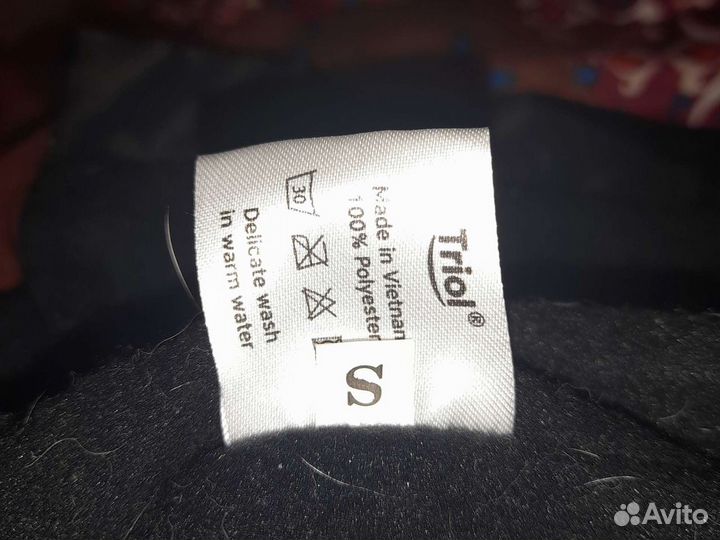 Triol®
Made in Vietnam
100% Polyester
30
Delicate wash
in warm water
S
Avito